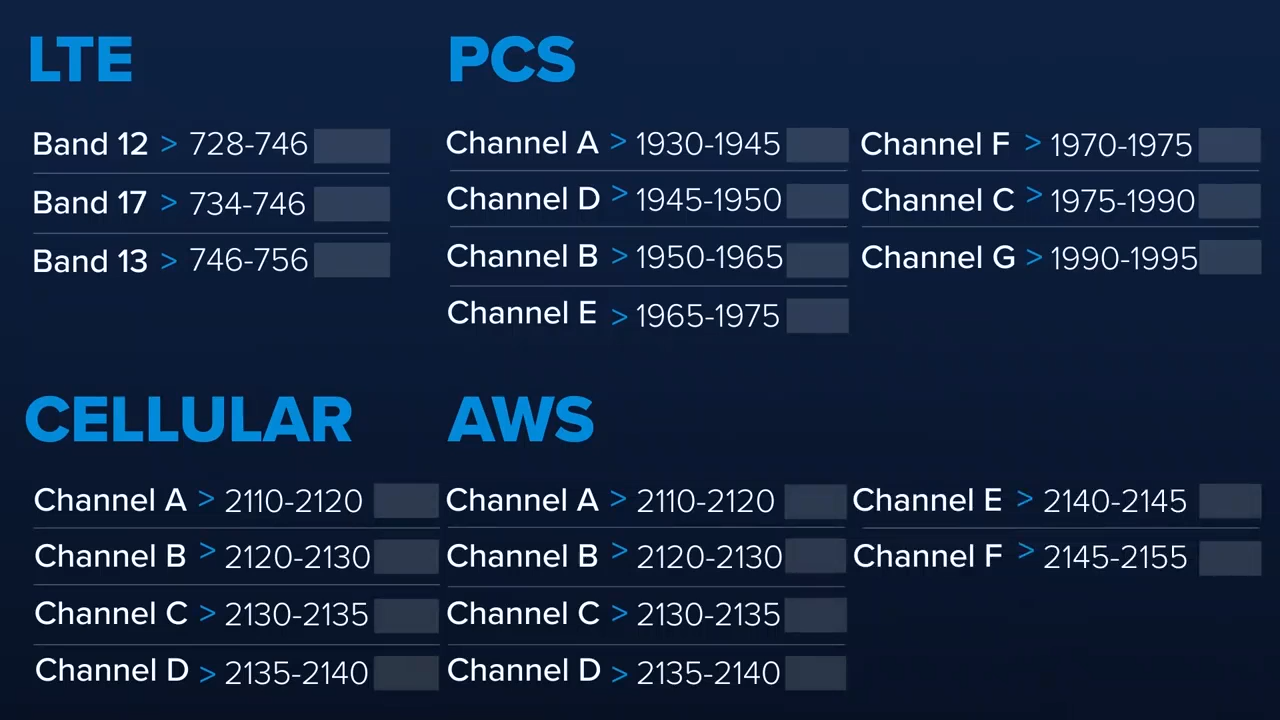 LTE
Band 12 > 728-746
Band 17 > 734-746
Band 13 > 746-756
PCS
Channel A > 1930-1945
Channel D > 1945-1950
Channel B > 1950-1965
Channel E > 1965-1975
Channel F > 1970-1975
Channel C > 1975-1990
Channel G > 1990-1995
CELLULAR
Channel A > 2110-2120
Channel B > 2120-2130
Channel C > 2130-2135
Channel D > 2135-2140
AWS
Channel A > 2110-2120
Channel B > 2120-2130
Channel C > 2130-2135
Channel D > 2135-2140
Channel E > 2140-2145
Channel F > 2145-2155